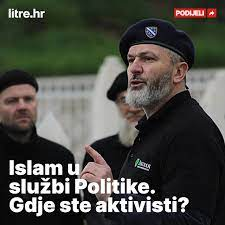 litre.hr
PODIJELI
Islam u
službi Politike.
Gdje ste aktivisti?